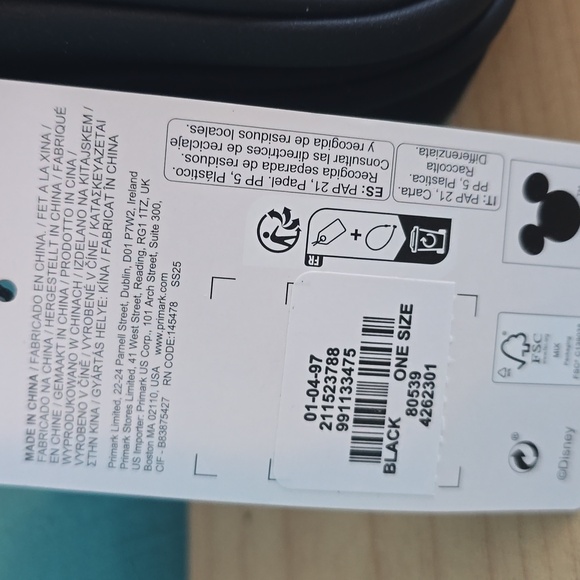 MADE IN CHINA / FABRICADO EN CHINA. / FET A LA XINA /
FABRICADO NA CHINA / HERGESTELLT IN CHINA / FABRIQUÉ
EN CHINE / GEMAAKT IN CHINA / PRODOTTO IN CINA /
WYPRODUKOWANO W CHINACH / IZDELANO NA KITAJSKEM /
VYROBENO V ČÍNĚ / VYROBENÉ V ČÍNE / ΚΑΤΑΣΚΕΥΑΖΕΤΑΙ
ΣΤΗΝ ΚΙΝΑ / GYÁRTÁS HELYE: KÍNA / FABRICAT ÎN CHINA
Primark Limited, 22-24 Parnell Street, Dublin, D01 P7W2, Ireland
Primark Stores Limited, 41 West Street, Reading, RG1 1TZ, UK
US Importer: Primark US Corp., 101 Arch Street, Suite 300,
Boston MA 02110, USA www.primark.com
CIF - B83875427 RN CODE:145478 SS25
ES: PAP 21, Papel. PP 5, Plástico.
Recogida separada de residuos.
Consultar las directrices de reciclaje
y recogida de residuos locales.
IT: PAP 21, Carta.
PP 5, Plastica.
Raccolta
Differenziata.
FR
01-04-97
211523788
991133475
BLACK ONE SIZE
80539
4262301
FSC
MIX
©Disney